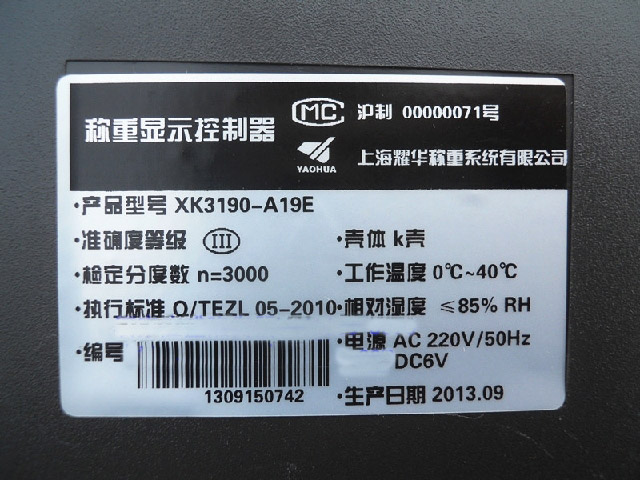 称重显示控制器
MC 沪制 00000071号
YAOHUA 上海耀华称重系统有限公司
·产品型号 XK3190-A19E
·准确度等级 Ⅲ ·壳体 k壳
·检定分度数 n=3000 ·工作温度 0℃~40℃
·执行标准 Q/TEZL 05-2010 ·相对湿度 ≤85% RH
·编号 ·电源 AC 220V/50Hz
DC6V
1309150742 ·生产日期 2013.09